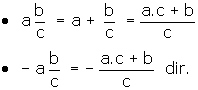 • a b/c = a + b/c = a.c + b/c
• - a b/c = - a.c + b/c dir.